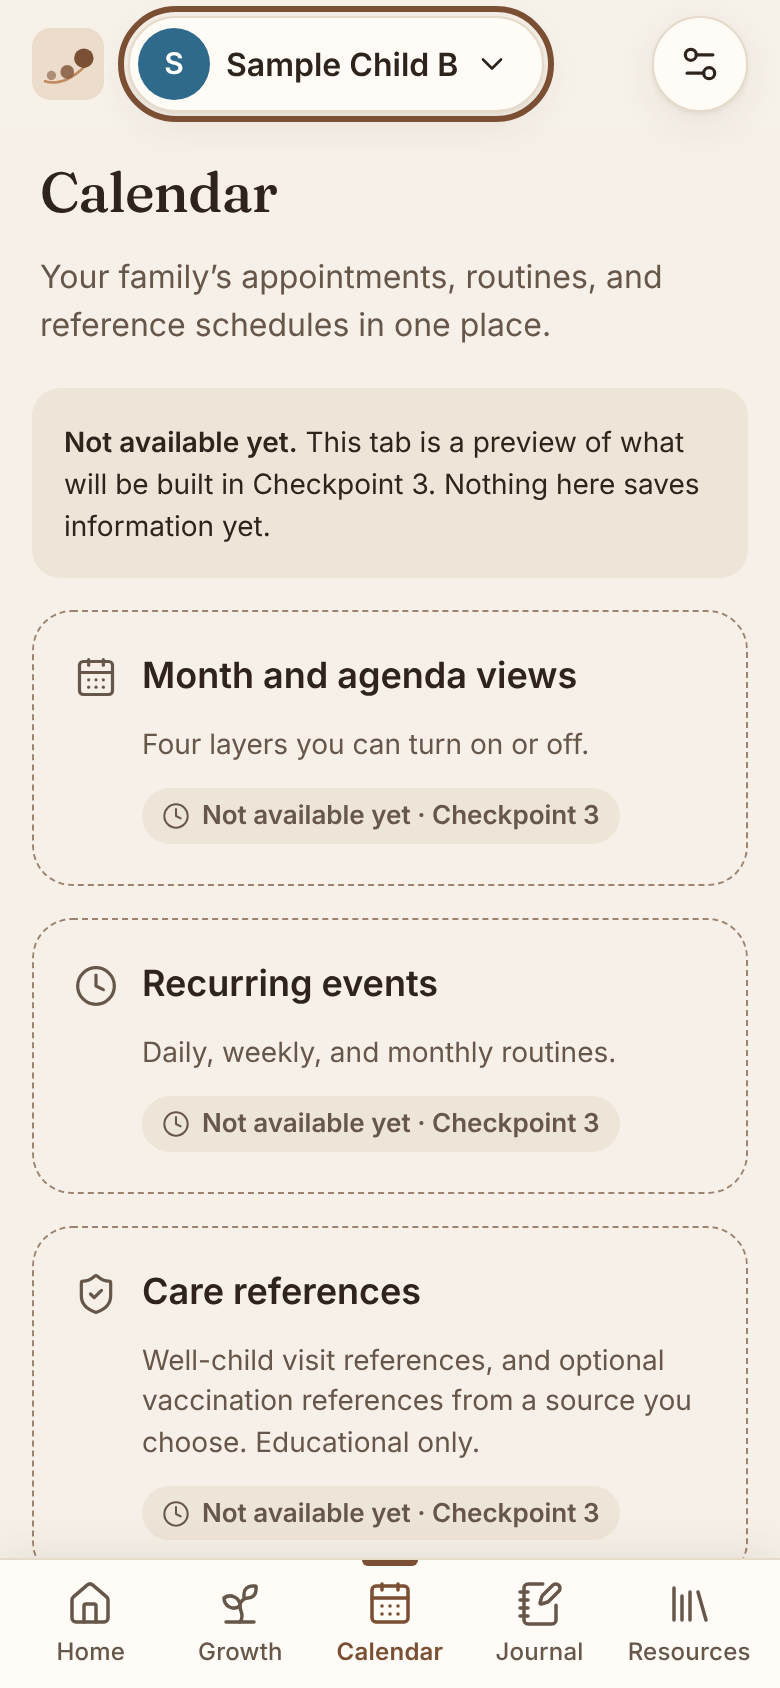 S
Sample Child B
Calendar
Your family’s appointments, routines, and
reference schedules in one place.
Not available yet. This tab is a preview of what
will be built in Checkpoint 3. Nothing here saves
information yet.
Month and agenda views
Four layers you can turn on or off.
Not available yet · Checkpoint 3
Recurring events
Daily, weekly, and monthly routines.
Not available yet · Checkpoint 3
Care references
Well-child visit references, and optional
vaccination references from a source you
choose. Educational only.
Not available yet · Checkpoint 3
Home
Growth
Calendar
Journal
Resources